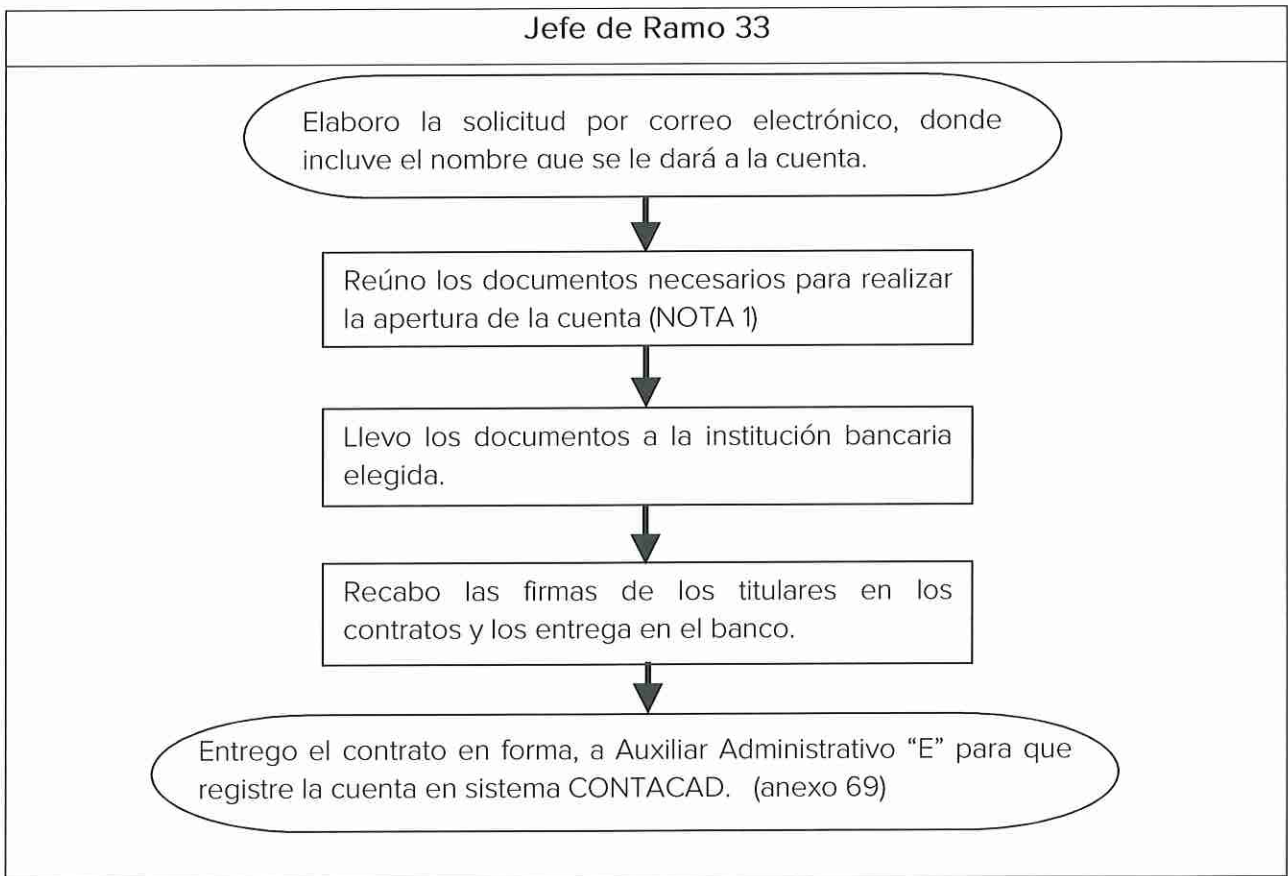 Jefe de Ramo 33
Elaboro la solicitud por correo electrónico, donde
incluye el nombre que se le dará a la cuenta.
Reúno los documentos necesarios para realizar
la apertura de la cuenta (NOTA 1)
Llevo los documentos a la institución bancaria
elegida.
Recabo las firmas de los titulares en los
contratos y los entrega en el banco.
Entrego el contrato en forma, a Auxiliar Administrativo "E" para que
registre la cuenta en sistema CONTACAD. (anexo 69)